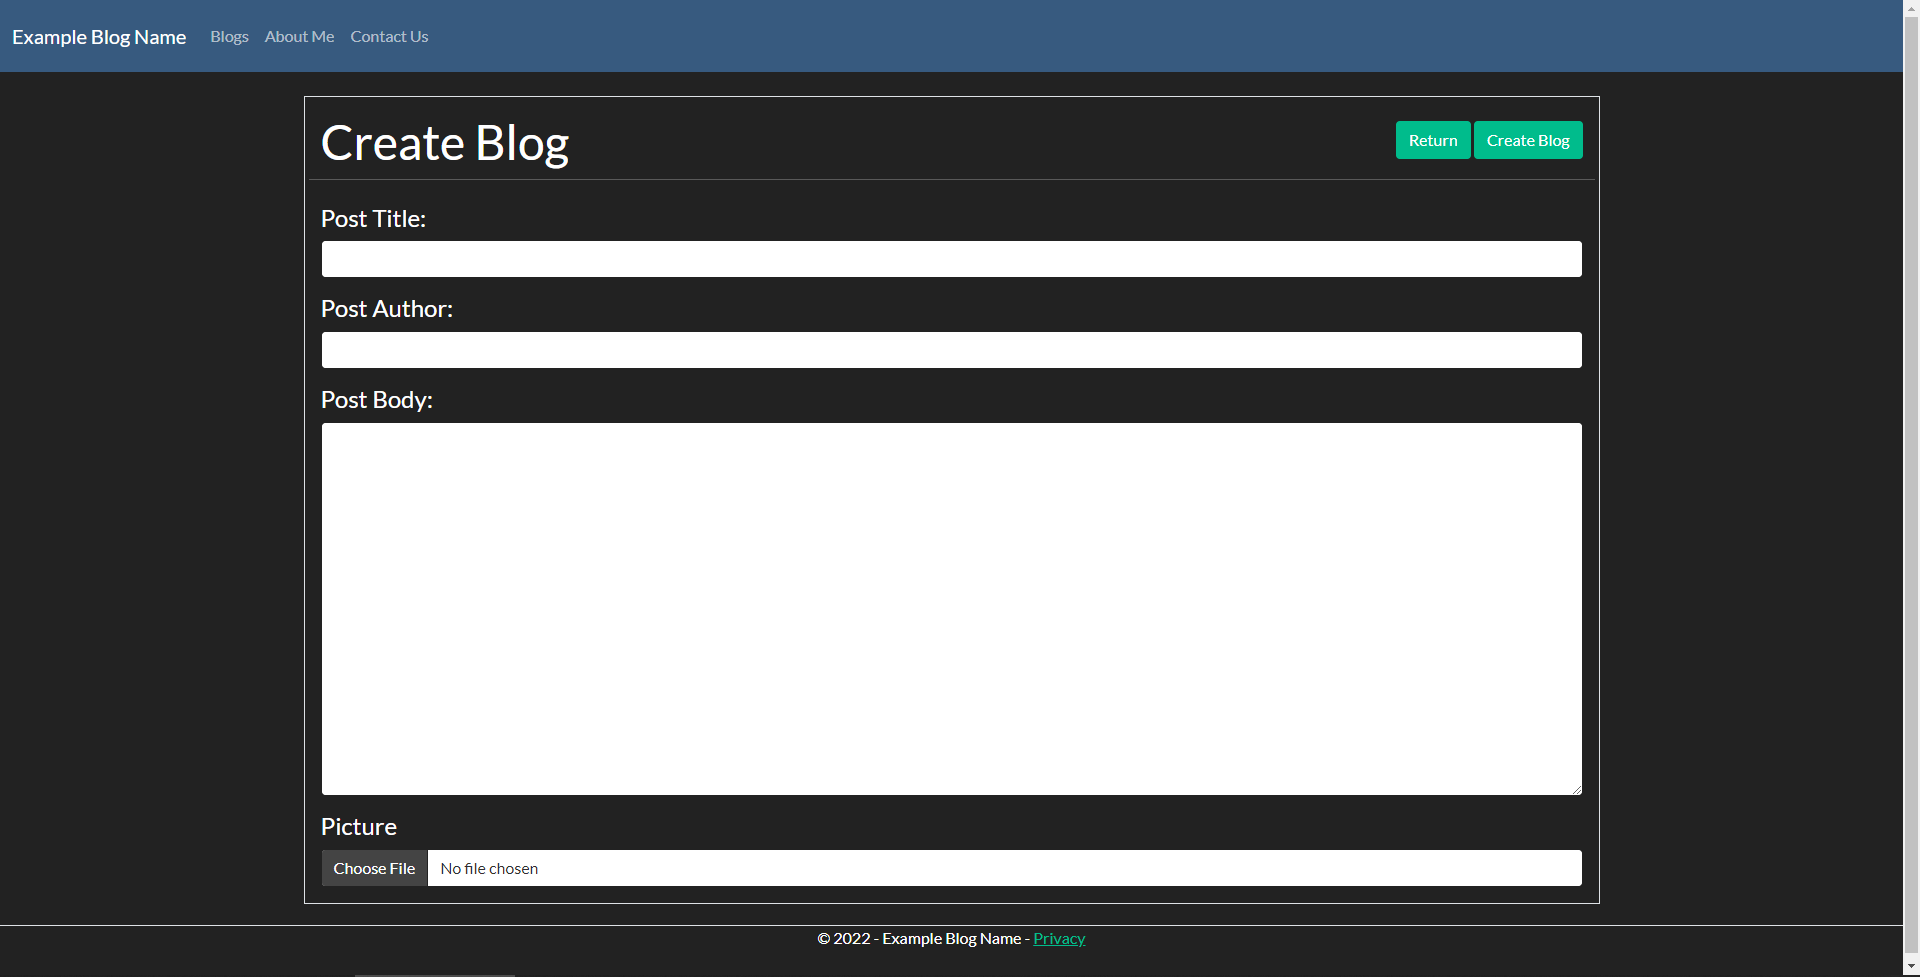 Example Blog Name Blogs About Me Contact Us
Create Blog
Return Create Blog
Post Title:
Post Author:
Post Body:
Picture
Choose File No file chosen
© 2022 - Example Blog Name - Privacy